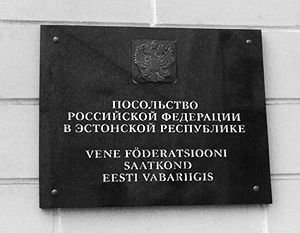 ПОСОЛЬСТВО
РОССИЙСКОЙ ФЕДЕРАЦИИ
В ЭСТОНСКОЙ РЕСПУБЛИКЕ
VENE FÖDERATSIOONI
SAATKOND
EESTI VABARIIGIS